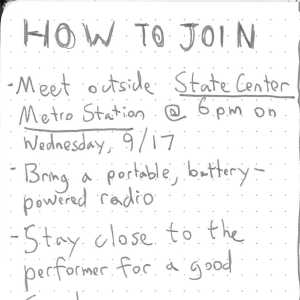 HOW TO JOIN
-Meet outside State Center
Metro Station @ 6pm on
Wednesday, 9/17
-Bring a portable, battery-
powered radio
-Stay close to the
performer for a good